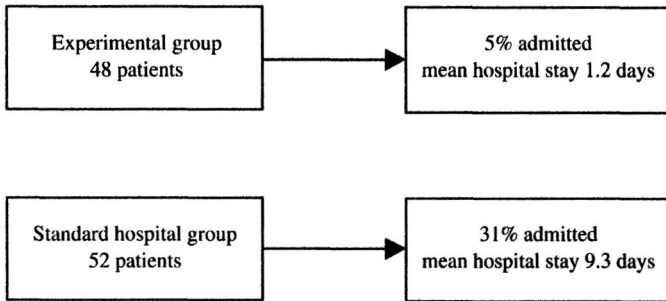 Experimental group
48 patients
5% admitted
mean hospital stay 1.2 days
Standard hospital group
52 patients
31% admitted
mean hospital stay 9.3 days